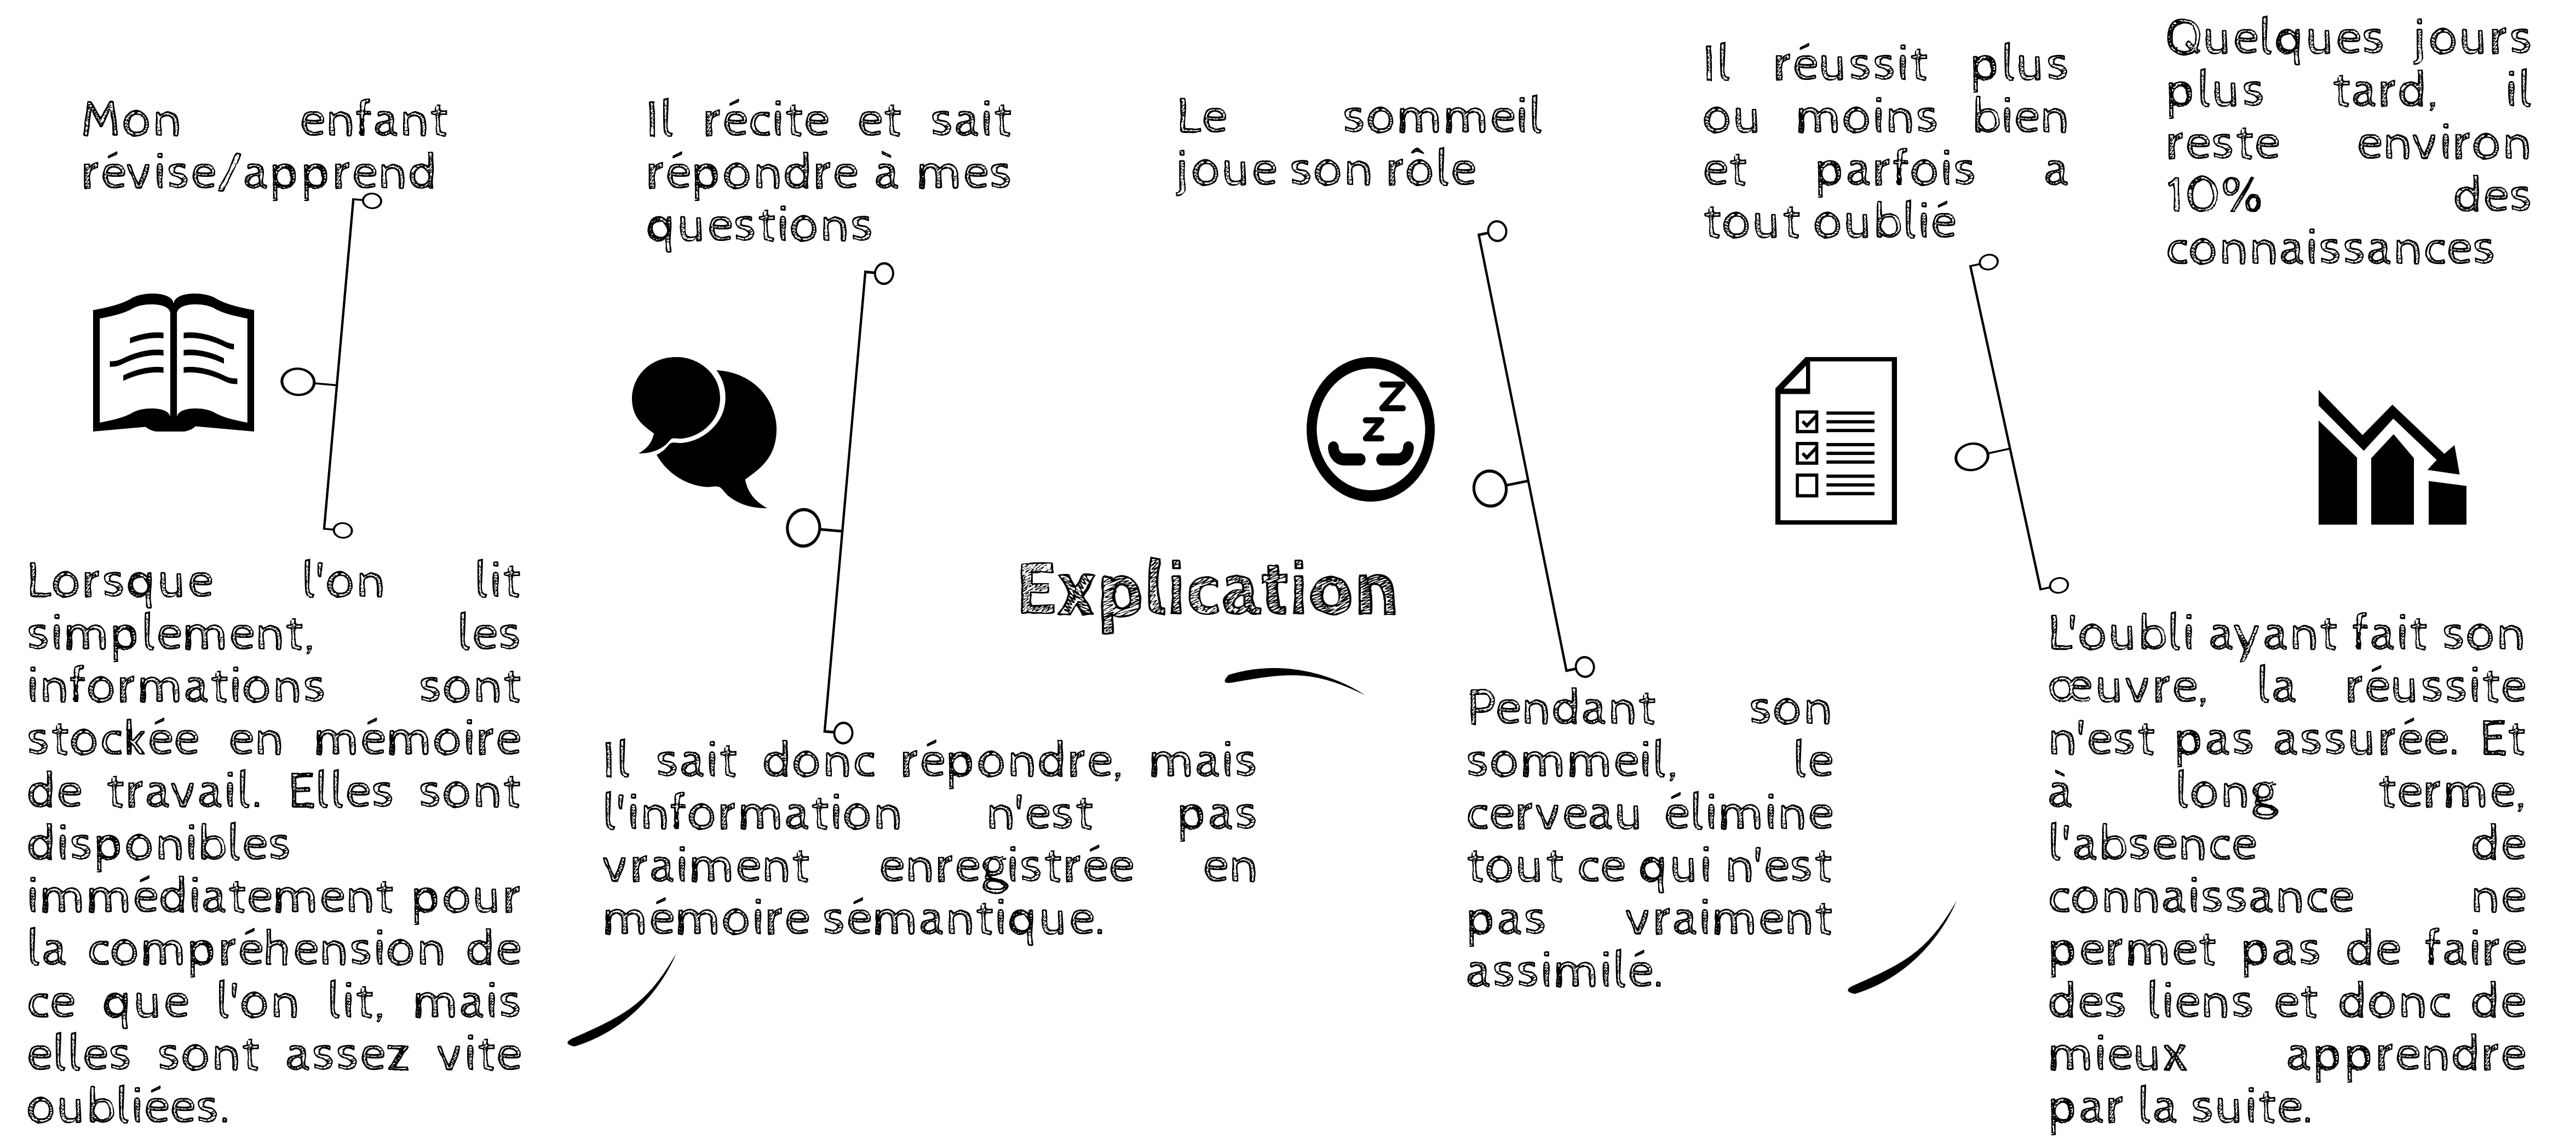 Mon enfant
révise/apprend
Il récite et sait
répondre à mes
questions
Le sommeil
joue son rôle
Il réussit plus
ou moins bien
et parfois a
tout oublié
Quelques jours
plus tard, il
reste environ
10% des
connaissances
z
z
Explication
Lorsque l'on lit
simplement, les
informations sont
stockée en mémoire
de travail. Elles sont
disponibles
immédiatement pour
la compréhension de
ce que l'on lit, mais
elles sont assez vite
oubliées.
Il sait donc répondre, mais
l'information n'est pas
vraiment enregistrée en
mémoire sémantique.
Pendant son
sommeil, le
cerveau élimine
tout ce qui n'est
pas vraiment
assimilé.
L'oubli ayant fait son
œuvre, la réussite
n'est pas assurée. Et
à long terme,
l'absence de
connaissance ne
permet pas de faire
des liens et donc de
mieux apprendre
par la suite.